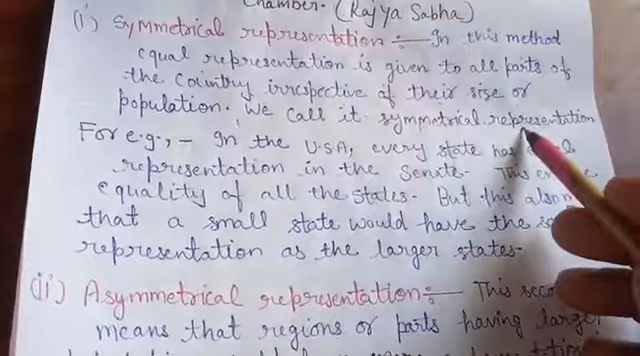 Chamber. (Rajya Sabha)
(i) Symmetrical representation :- In this method
equal representation is given to all parts of
the country irrespective of their size or
population. We call it symmetrical representation
For e.g., - In the U.S.A, every state has
representation in the Senate. This
equality of all the states. But this also
that a small state would have the
representation as the larger states.
(ii) Asymmetrical representation :- This
means that regions or parts having larger